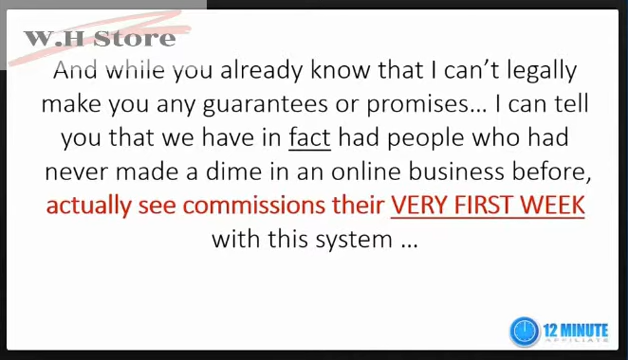 W.H Store
And while you already know that I can't legally
make you any guarantees or promises... I can tell
you that we have in fact had people who had
never made a dime in an online business before,
actually see commissions their VERY FIRST WEEK
with this system ...
12 MINUTE
AFFILIATE